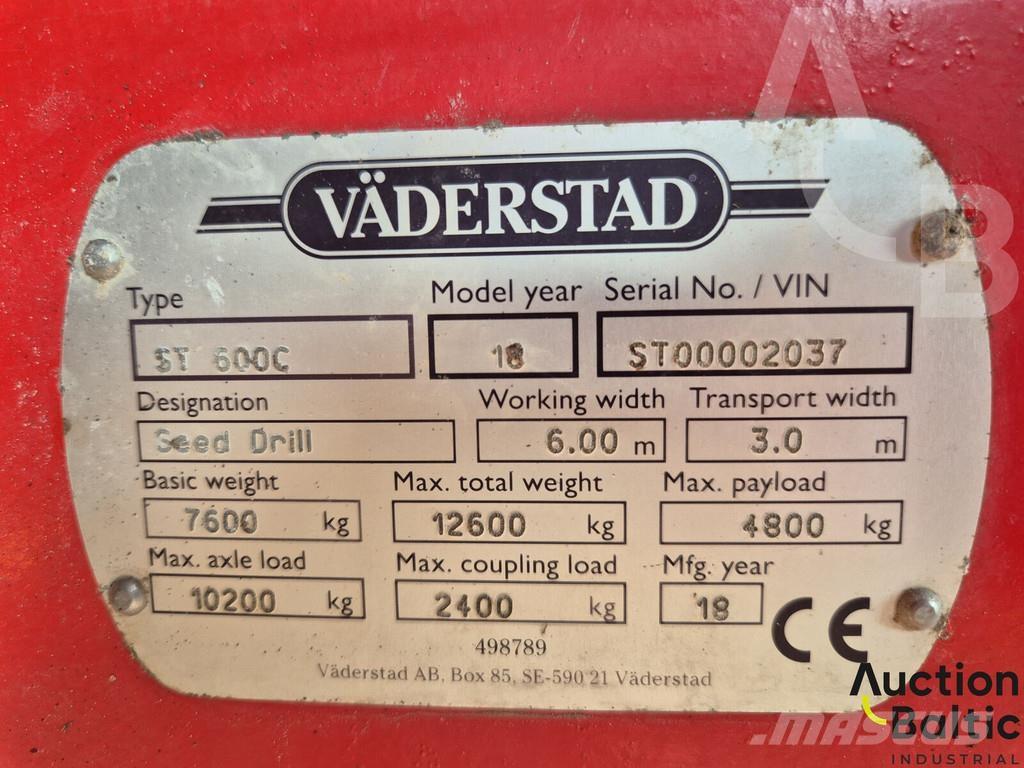 VÄDERSTAD
Type Model year Serial No. / VIN
ST 600C 18 ST00002037
Designation Working width Transport width
Seed Drill 6.00 m 3.0 m
Basic weight Max. total weight Max. payload
7600 kg 12600 kg 4800 kg
Max. axle load Max. coupling load Mfg. year
10200 kg 2400 kg 18
CE
498789
Väderstad AB, Box 85, SE-590 21 Väderstad
AB
Auction
Baltic
INDUSTRIAL
MASCUS